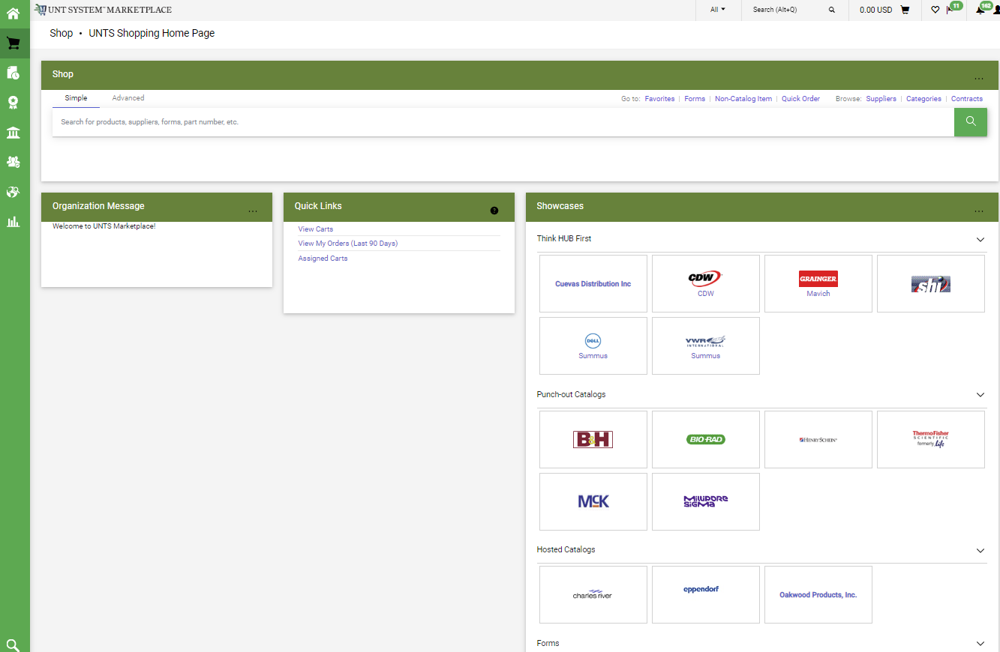 UNT SYSTEM™ MARKETPLACE
All
Search (Alt+Q)
0.00 USD
11
162
Shop • UNTS Shopping Home Page
Shop
...
Simple
Advanced
Go to: Favorites | Forms | Non-Catalog Item | Quick Order
Browse: Suppliers | Categories | Contracts
Search for products, suppliers, forms, part number, etc.
Organization Message
...
Welcome to UNTS Marketplace!
Quick Links
?
View Carts
View My Orders (Last 90 Days)
Assigned Carts
Showcases
...
Think HUB First
Cuevas Distribution Inc
CDW
CDW
GRAINGER
Mavich
shi
DELL
Summus
VWR
INTERNATIONAL
Summus
Punch-out Catalogs
B&H
BIO-RAD
HENRY SCHEIN®
ThermoFisher
SCIENTIFIC
formerly life
McK
Millipore
Sigma
Hosted Catalogs
charles river
eppendorf
Oakwood Products, Inc.
Forms